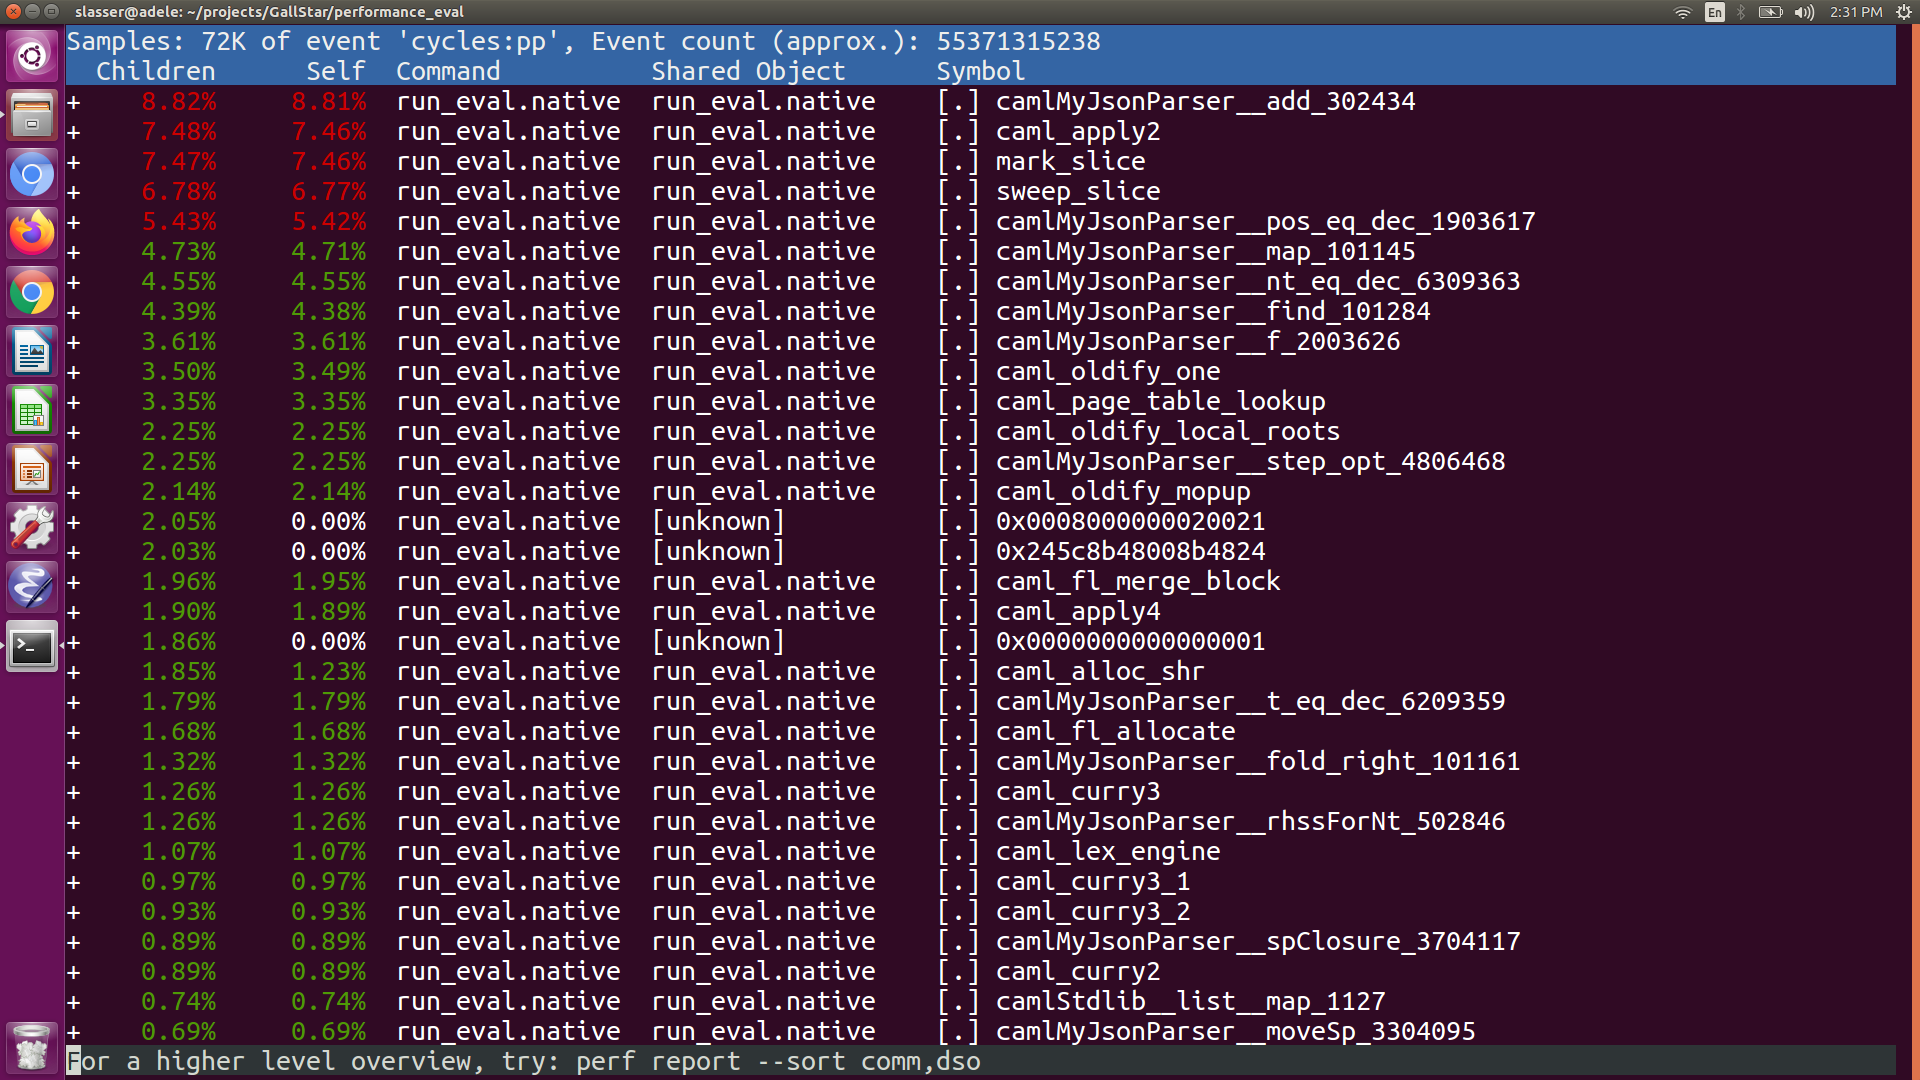 slasser@adele: ~/projects/GallStar/performance_eval
En
2:31 PM
Samples: 72K of event 'cycles:pp', Event count (approx.): 55371315238
Children Self Command Shared Object Symbol
+ 8.82% 8.81% run_eval.native run_eval.native [.] camlMyJsonParser__add_302434
+ 7.48% 7.46% run_eval.native run_eval.native [.] caml_apply2
+ 7.47% 7.46% run_eval.native run_eval.native [.] mark_slice
+ 6.78% 6.77% run_eval.native run_eval.native [.] sweep_slice
+ 5.43% 5.42% run_eval.native run_eval.native [.] camlMyJsonParser__pos_eq_dec_1903617
+ 4.73% 4.71% run_eval.native run_eval.native [.] camlMyJsonParser__map_101145
+ 4.55% 4.55% run_eval.native run_eval.native [.] camlMyJsonParser__nt_eq_dec_6309363
+ 4.39% 4.38% run_eval.native run_eval.native [.] camlMyJsonParser__find_101284
+ 3.61% 3.61% run_eval.native run_eval.native [.] camlMyJsonParser__f_2003626
+ 3.50% 3.49% run_eval.native run_eval.native [.] caml_oldify_one
+ 3.35% 3.35% run_eval.native run_eval.native [.] caml_page_table_lookup
+ 2.25% 2.25% run_eval.native run_eval.native [.] caml_oldify_local_roots
+ 2.25% 2.25% run_eval.native run_eval.native [.] camlMyJsonParser__step_opt_4806468
+ 2.14% 2.14% run_eval.native run_eval.native [.] caml_oldify_mopup
+ 2.05% 0.00% run_eval.native [unknown] [.] 0x0008000000020021
+ 2.03% 0.00% run_eval.native [unknown] [.] 0x245c8b48008b4824
+ 1.96% 1.95% run_eval.native run_eval.native [.] caml_fl_merge_block
+ 1.90% 1.89% run_eval.native run_eval.native [.] caml_apply4
+ 1.86% 0.00% run_eval.native [unknown] [.] 0x0000000000000001
+ 1.85% 1.23% run_eval.native run_eval.native [.] caml_alloc_shr
+ 1.79% 1.79% run_eval.native run_eval.native [.] camlMyJsonParser__t_eq_dec_6209359
+ 1.68% 1.68% run_eval.native run_eval.native [.] caml_fl_allocate
+ 1.32% 1.32% run_eval.native run_eval.native [.] camlMyJsonParser__fold_right_101161
+ 1.26% 1.26% run_eval.native run_eval.native [.] caml_curry3
+ 1.26% 1.26% run_eval.native run_eval.native [.] camlMyJsonParser__rhssForNt_502846
+ 1.07% 1.07% run_eval.native run_eval.native [.] caml_lex_engine
+ 0.97% 0.97% run_eval.native run_eval.native [.] caml_curry3_1
+ 0.93% 0.93% run_eval.native run_eval.native [.] caml_curry3_2
+ 0.89% 0.89% run_eval.native run_eval.native [.] camlMyJsonParser__spClosure_3704117
+ 0.89% 0.89% run_eval.native run_eval.native [.] caml_curry2
+ 0.74% 0.74% run_eval.native run_eval.native [.] camlStdlib__list__map_1127
+ 0.69% 0.69% run_eval.native run_eval.native [.] camlMyJsonParser__moveSp_3304095
For a higher level overview, try: perf report --sort comm,dso